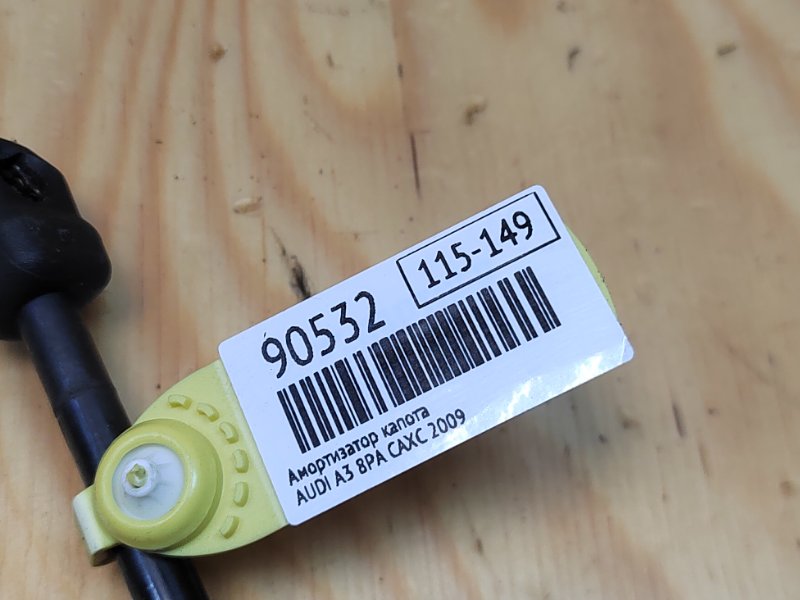 90532
115-149
Амортизатор капота
AUDI A3 8PA CAXC 2009